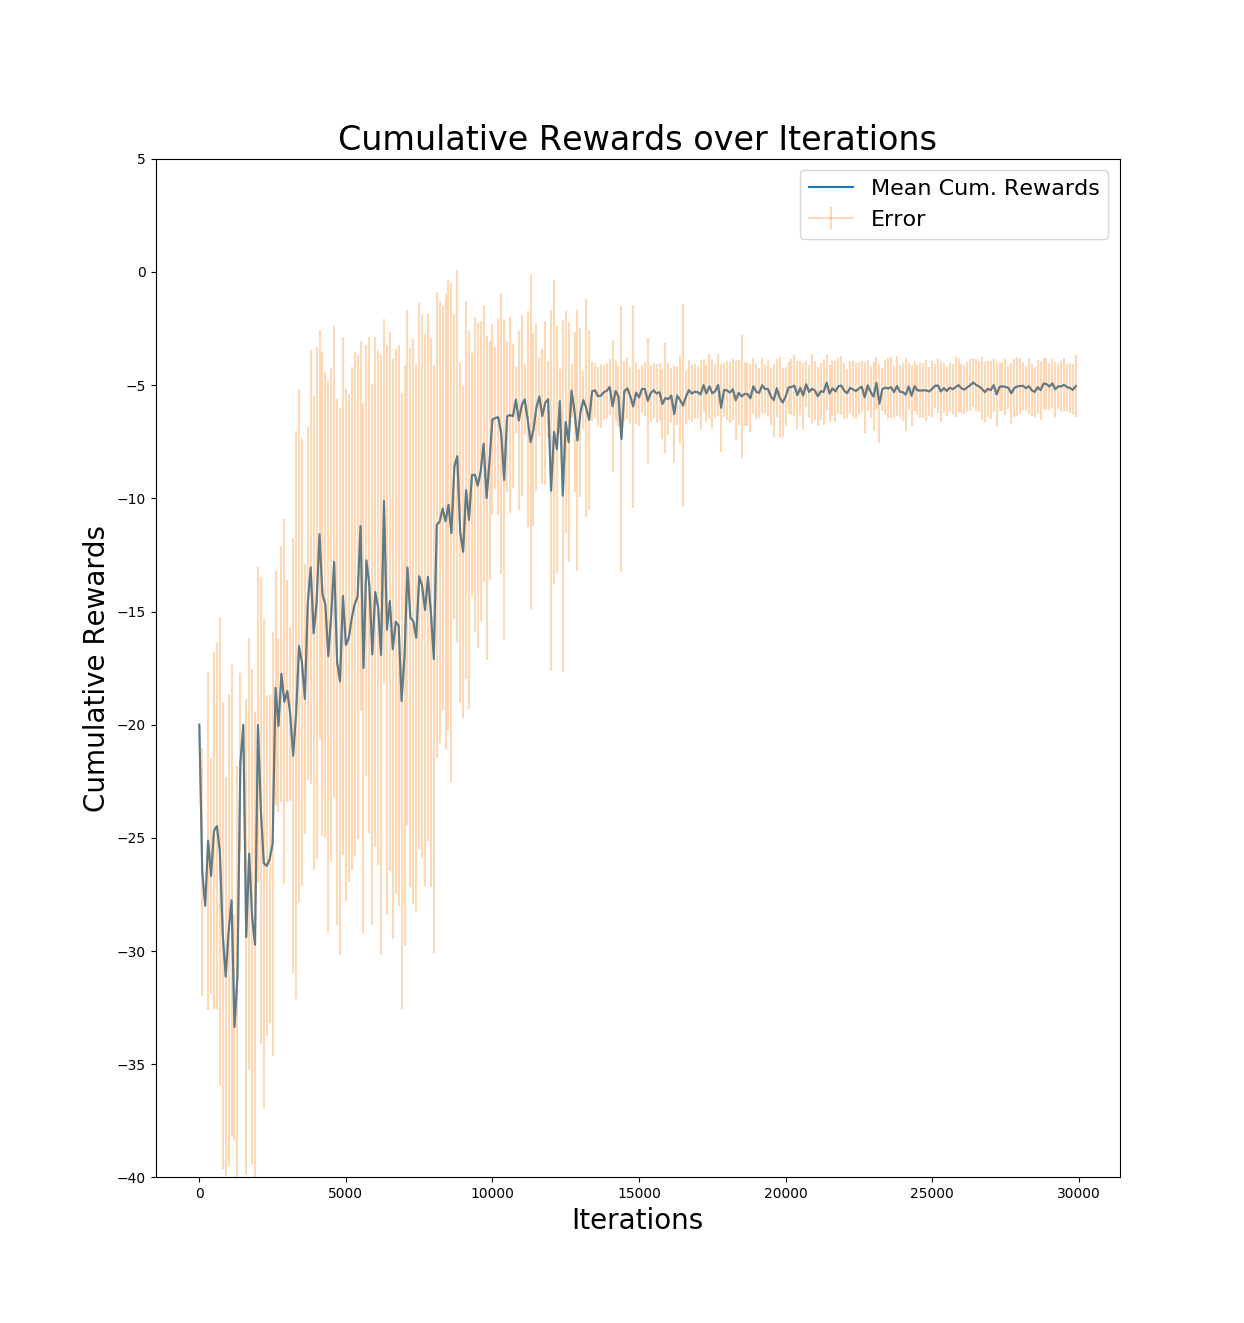 Cumulative Rewards over Iterations
5
Mean Cum. Rewards
Error
0
−5
−10
−15
−20
−25
−30
−35
−40
Cumulative Rewards
0 5000 10000 15000 20000 25000 30000
Iterations